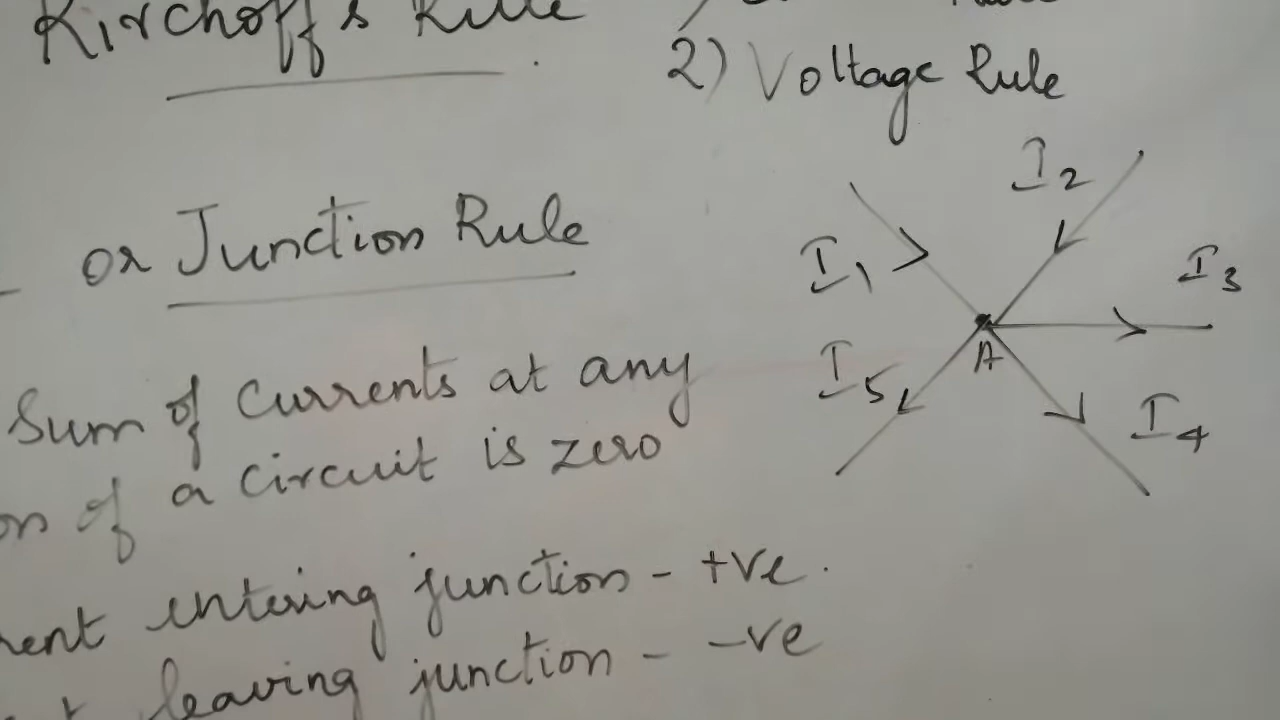 Kirchoff's Rule
2) Voltage Rule
or Junction Rule
Sum of currents at any
of a circuit is zero
entering junction - +ve.
leaving junction - -ve
I1
I2
I3
I4
I5
A